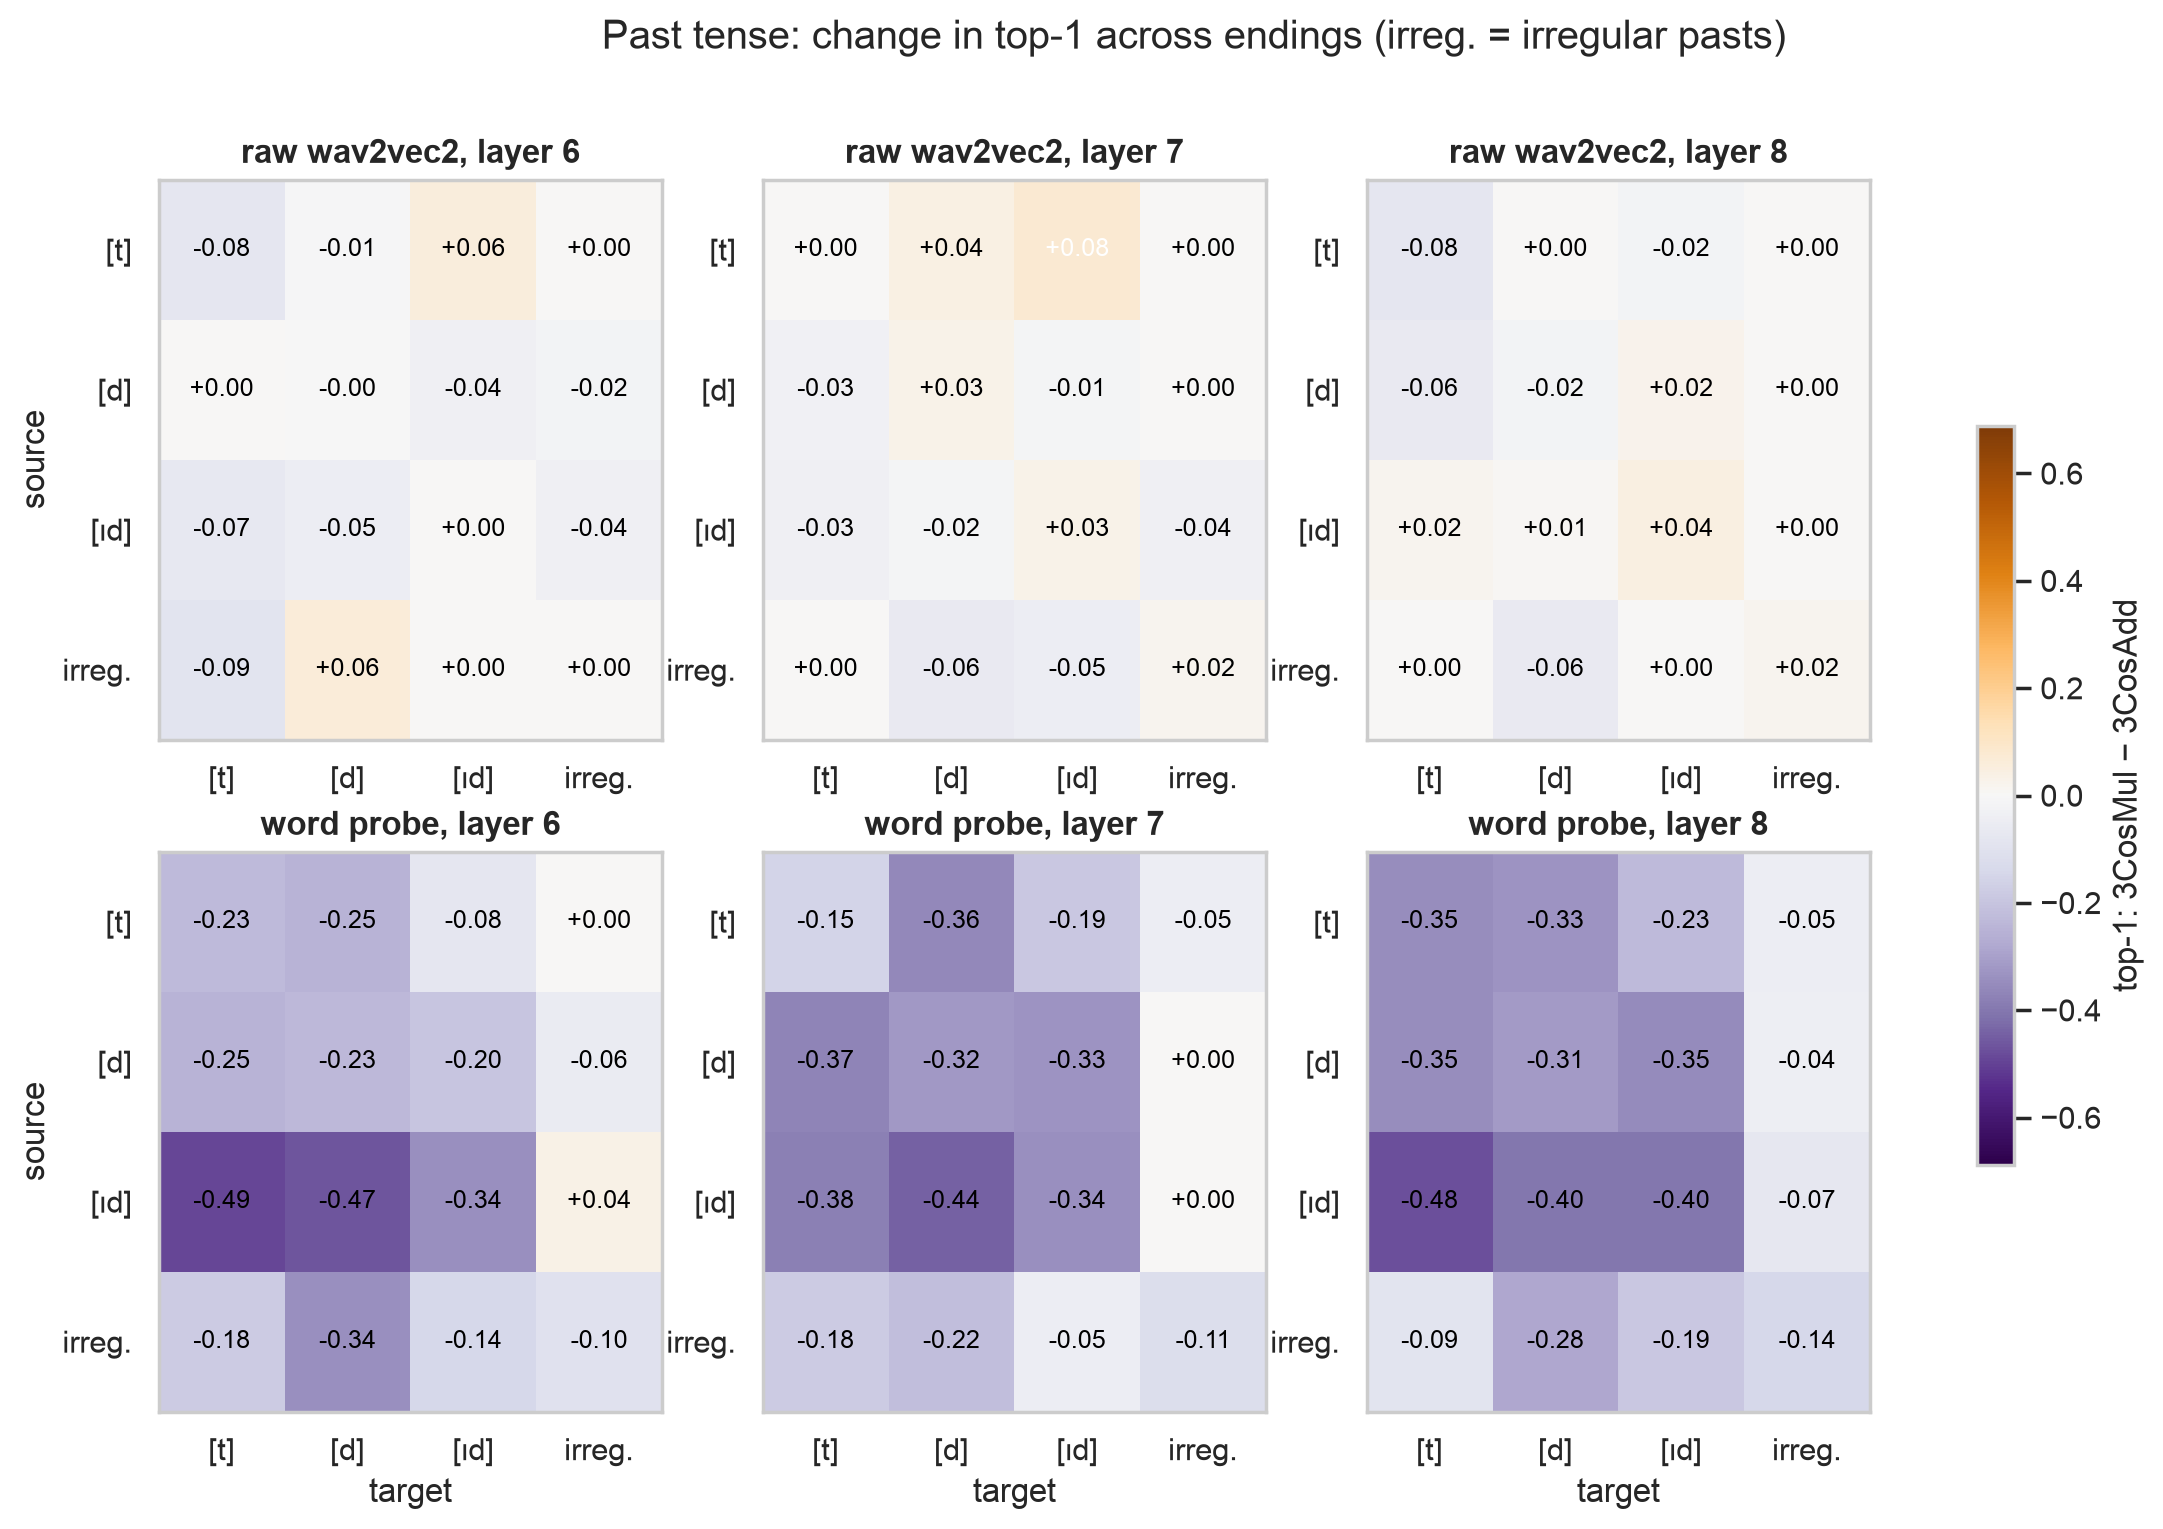 Past tense: change in top-1 across endings (irreg. = irregular pasts)
raw wav2vec2, layer 6
raw wav2vec2, layer 7
raw wav2vec2, layer 8
source
[t] -0.08 -0.01 +0.06 +0.00
[d] +0.00 -0.00 -0.04 -0.02
[ɪd] -0.07 -0.05 +0.00 -0.04
irreg. -0.09 +0.06 +0.00 +0.00
[t] [d] [ɪd] irreg.
[t] +0.00 +0.04 +0.08 +0.00
[d] -0.03 +0.03 -0.01 +0.00
[ɪd] -0.03 -0.02 +0.03 -0.04
irreg. +0.00 -0.06 -0.05 +0.02
[t] [d] [ɪd] irreg.
[t] -0.08 +0.00 -0.02 +0.00
[d] -0.06 -0.02 +0.02 +0.00
[ɪd] +0.02 +0.01 +0.04 +0.00
irreg. +0.00 -0.06 +0.00 +0.02
[t] [d] [ɪd] irreg.
word probe, layer 6
word probe, layer 7
word probe, layer 8
source
[t] -0.23 -0.25 -0.08 +0.00
[d] -0.25 -0.23 -0.20 -0.06
[ɪd] -0.49 -0.47 -0.34 +0.04
irreg. -0.18 -0.34 -0.14 -0.10
[t] [d] [ɪd] irreg.
target
[t] -0.15 -0.36 -0.19 -0.05
[d] -0.37 -0.32 -0.33 +0.00
[ɪd] -0.38 -0.44 -0.34 +0.00
irreg. -0.18 -0.22 -0.05 -0.11
[t] [d] [ɪd] irreg.
target
[t] -0.35 -0.33 -0.23 -0.05
[d] -0.35 -0.31 -0.35 -0.04
[ɪd] -0.48 -0.40 -0.40 -0.07
irreg. -0.09 -0.28 -0.19 -0.14
[t] [d] [ɪd] irreg.
target
0.6
0.4
0.2
0.0
−0.2
−0.4
−0.6
top-1: 3CosMul − 3CosAdd